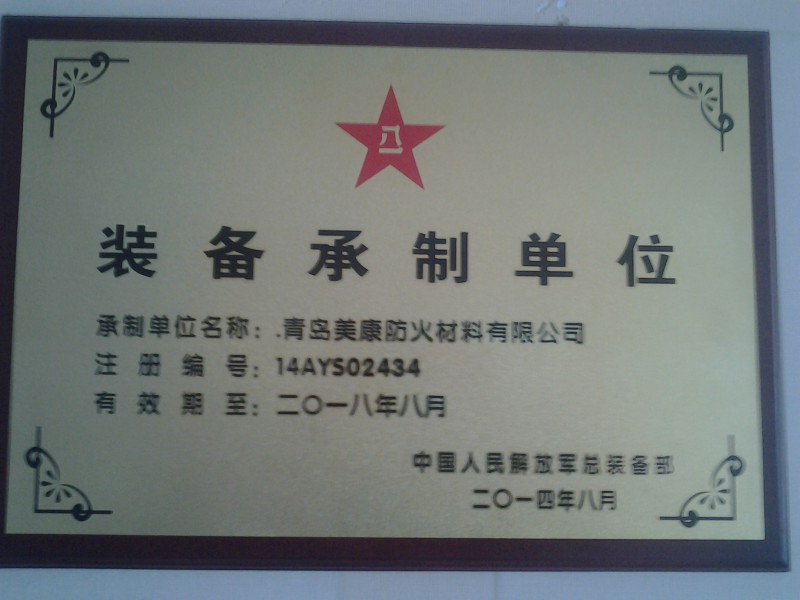 八一
装备承制单位
承制单位名称：.青岛美康防火材料有限公司
注册编号：14AYS02434
有效期至：二〇一八年八月
中国人民解放军总装备部
二〇一四年八月